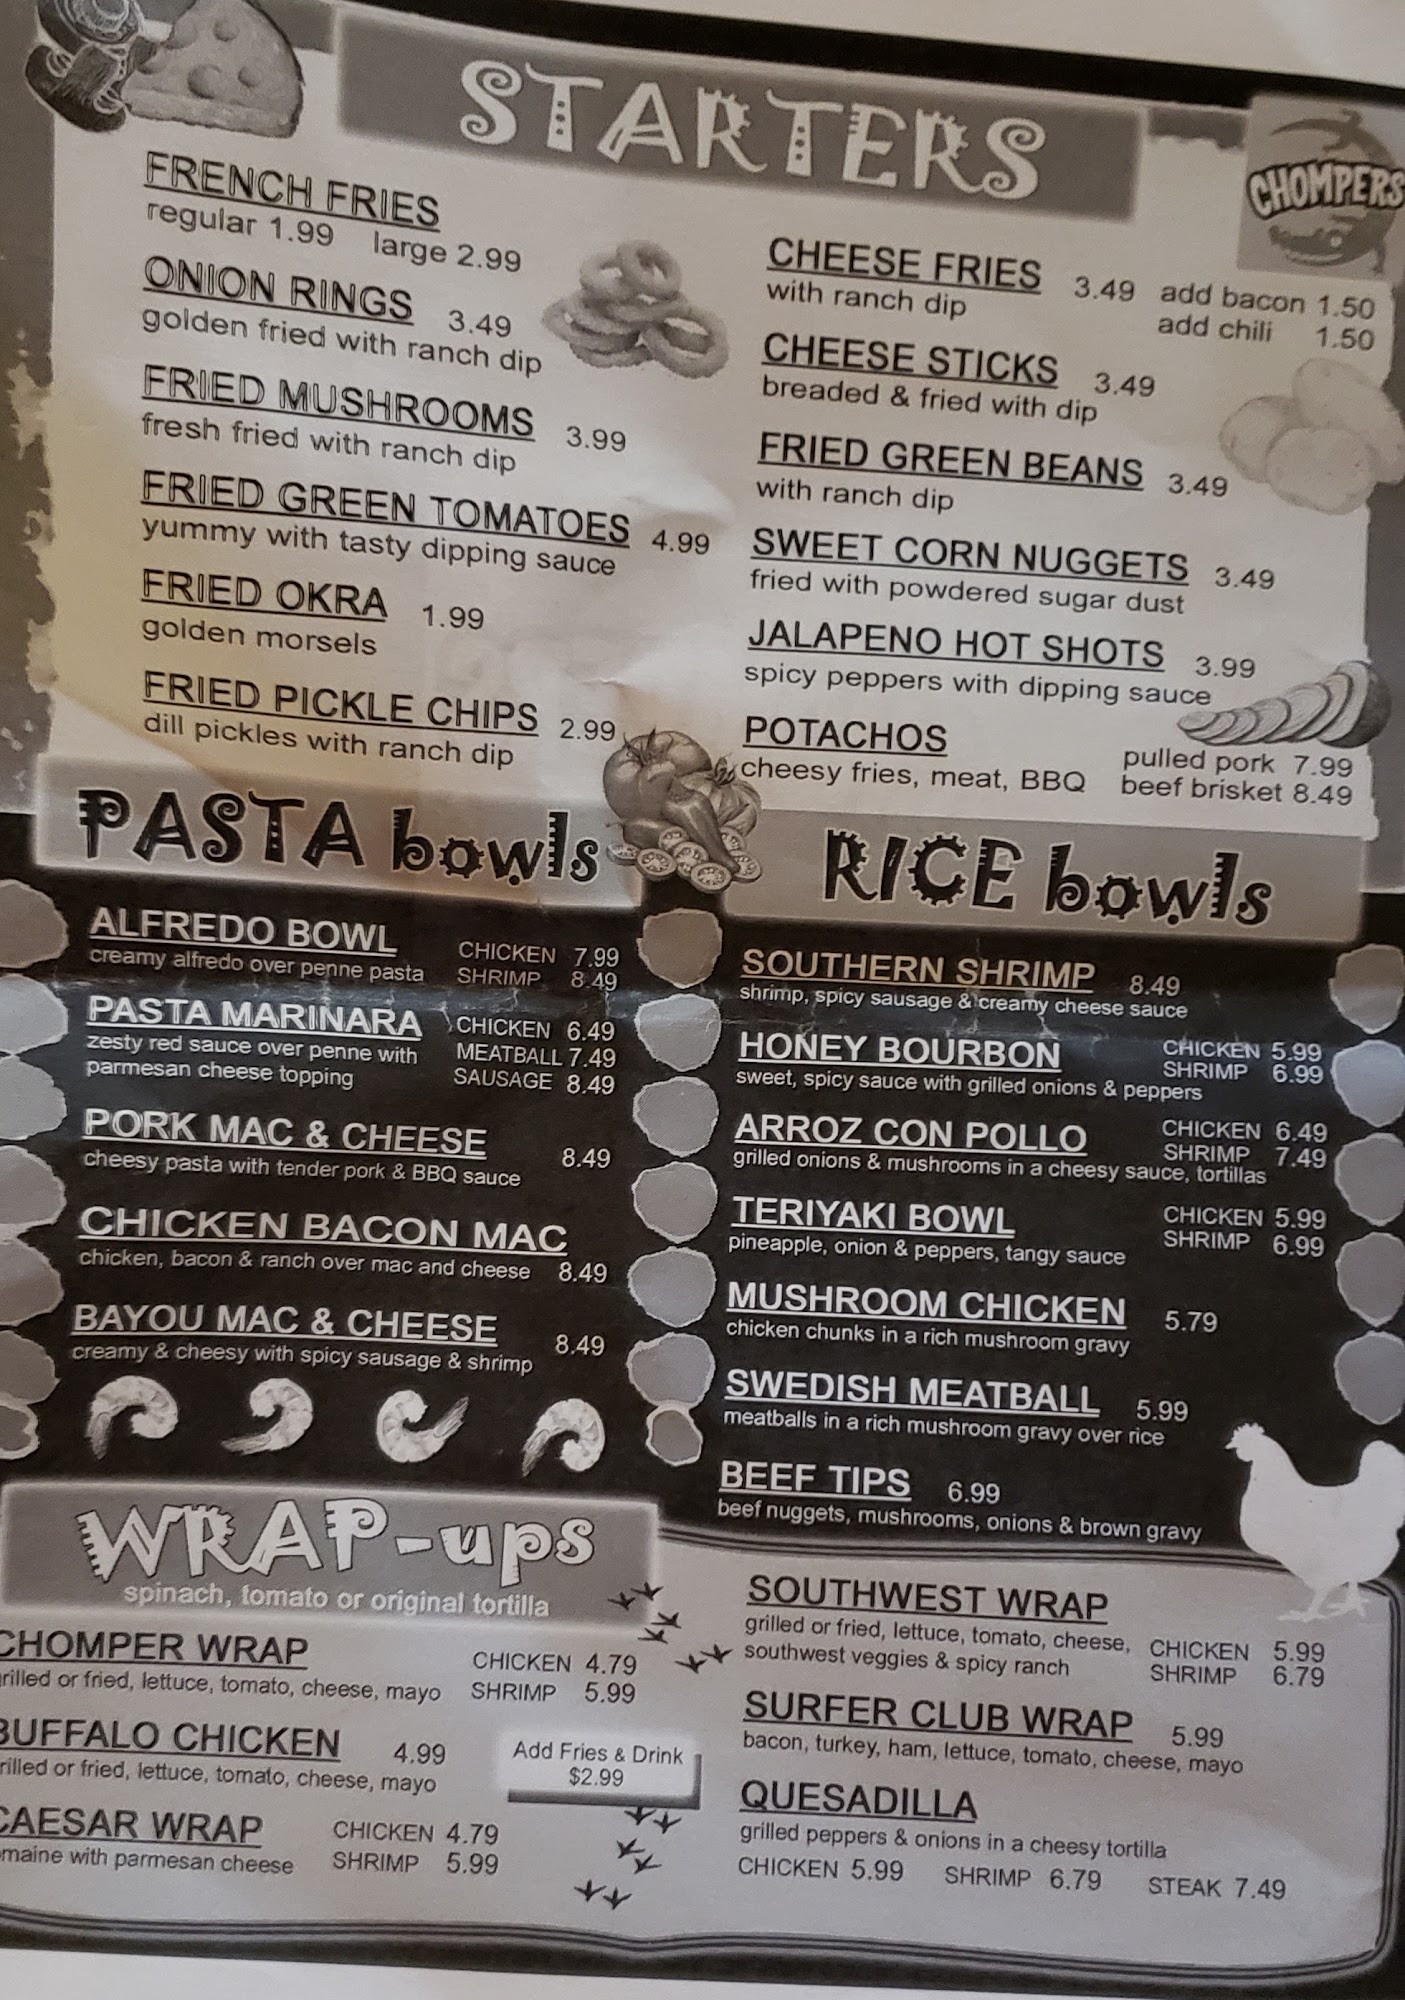 STARTERS
CHOMPERS
FRENCH FRIES
regular 1.99 large 2.99
ONION RINGS 3.49
golden fried with ranch dip
FRIED MUSHROOMS 3.99
fresh fried with ranch dip
FRIED GREEN TOMATOES 4.99
yummy with tasty dipping sauce
FRIED OKRA 1.99
golden morsels
FRIED PICKLE CHIPS 2.99
dill pickles with ranch dip
CHEESE FRIES 3.49 add bacon 1.50
with ranch dip add chili 1.50
CHEESE STICKS 3.49
breaded & fried with dip
FRIED GREEN BEANS 3.49
with ranch dip
SWEET CORN NUGGETS 3.49
fried with powdered sugar dust
JALAPENO HOT SHOTS 3.99
spicy peppers with dipping sauce
POTACHOS pulled pork 7.99
cheesy fries, meat, BBQ beef brisket 8.49
PASTA bowls
ALFREDO BOWL CHICKEN 7.99
creamy alfredo over penne pasta SHRIMP 8.49
PASTA MARINARA CHICKEN 6.49
zesty red sauce over penne with MEATBALL 7.49
parmesan cheese topping SAUSAGE 8.49
PORK MAC & CHEESE 8.49
cheesy pasta with tender pork & BBQ sauce
CHICKEN BACON MAC
chicken, bacon & ranch over mac and cheese 8.49
BAYOU MAC & CHEESE 8.49
creamy & cheesy with spicy sausage & shrimp
RICE bowls
SOUTHERN SHRIMP 8.49
shrimp, spicy sausage & creamy cheese sauce
HONEY BOURBON CHICKEN 5.99
SHRIMP 6.99
sweet, spicy sauce with grilled onions & peppers
ARROZ CON POLLO CHICKEN 6.49
SHRIMP 7.49
grilled onions & mushrooms in a cheesy sauce, tortillas
TERIYAKI BOWL CHICKEN 5.99
pineapple, onion & peppers, tangy sauce SHRIMP 6.99
MUSHROOM CHICKEN 5.79
chicken chunks in a rich mushroom gravy
SWEDISH MEATBALL 5.99
meatballs in a rich mushroom gravy over rice
BEEF TIPS 6.99
beef nuggets, mushrooms, onions & brown gravy
WRAP-ups
spinach, tomato or original tortilla
CHOMPER WRAP CHICKEN 4.79
rilled or fried, lettuce, tomato, cheese, mayo SHRIMP 5.99
BUFFALO CHICKEN 4.99
rilled or fried, lettuce, tomato, cheese, mayo
CAESAR WRAP CHICKEN 4.79
maine with parmesan cheese SHRIMP 5.99
Add Fries & Drink
$2.99
SOUTHWEST WRAP
grilled or fried, lettuce, tomato, cheese, CHICKEN 5.99
southwest veggies & spicy ranch SHRIMP 6.79
SURFER CLUB WRAP 5.99
bacon, turkey, ham, lettuce, tomato, cheese, mayo
QUESADILLA
grilled peppers & onions in a cheesy tortilla
CHICKEN 5.99 SHRIMP 6.79 STEAK 7.49